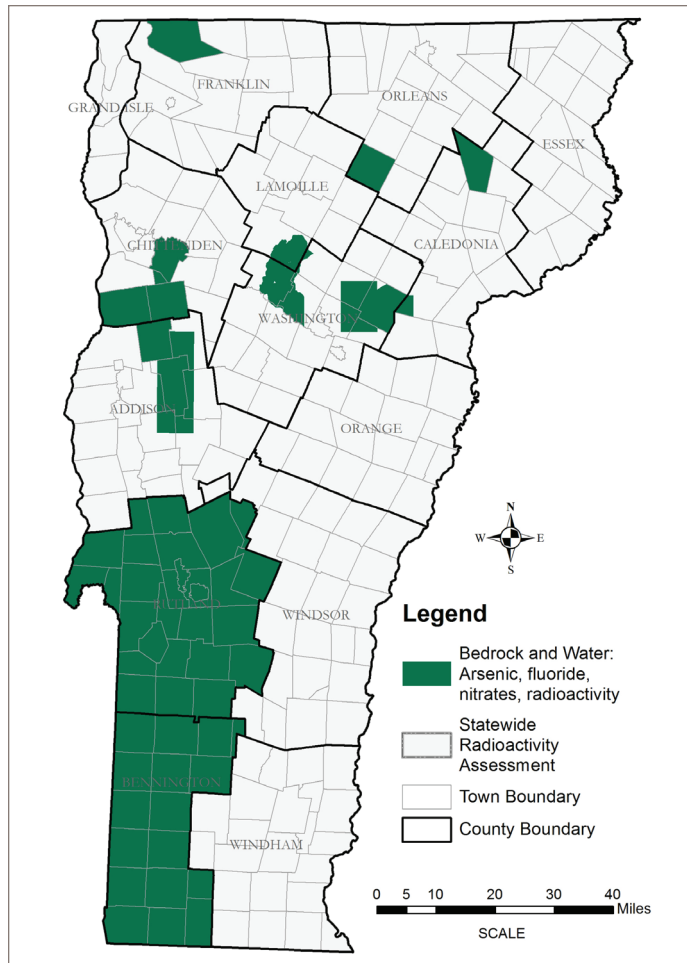 FRANKLIN
ORLEANS
GRAND ISLE
ESSEX
LAMOILLE
CHITTENDEN
CALEDONIA
WASHINGTON
ADDISON
ORANGE
N
W E
S
RUTLAND
WINDSOR
Legend
Bedrock and Water:
Arsenic, fluoride,
nitrates, radioactivity
Statewide
Radioactivity
Assessment
Town Boundary
County Boundary
BENNINGTON
WINDHAM
0 5 10 20 30 40
Miles
SCALE